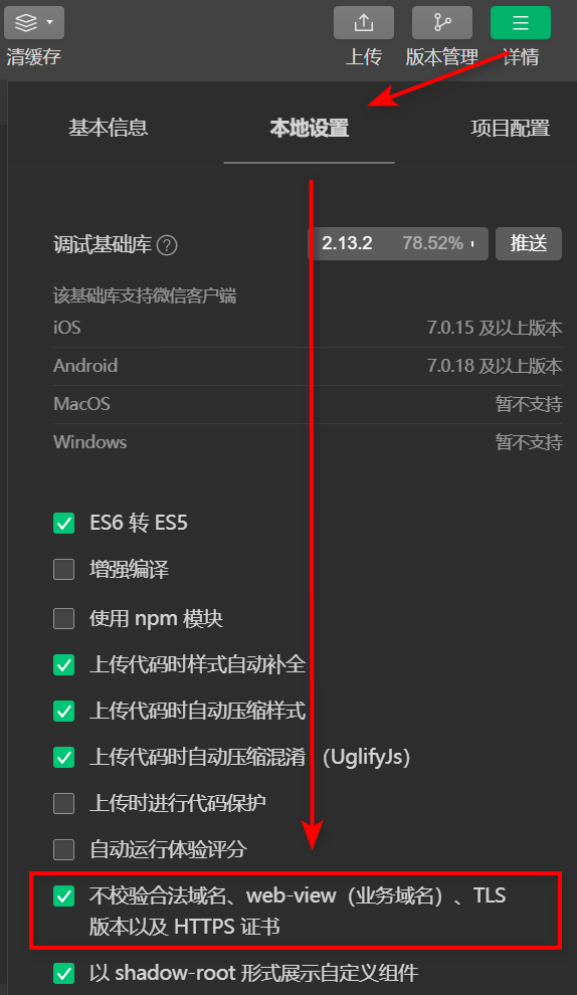 清缓存 上传 版本管理 详情
基本信息 本地设置 项目配置
调试基础库 ? 2.13.2 78.52% 推送
该基础库支持微信客户端
iOS 7.0.15 及以上版本
Android 7.0.18 及以上版本
MacOS 暂不支持
Windows 暂不支持
ES6 转 ES5
增强编译
使用 npm 模块
上传代码时样式自动补全
上传代码时自动压缩样式
上传代码时自动压缩混淆 (UglifyJs)
上传时进行代码保护
自动运行体验评分
不校验合法域名、web-view（业务域名）、TLS
版本以及 HTTPS 证书
以 shadow-root 形式展示自定义组件